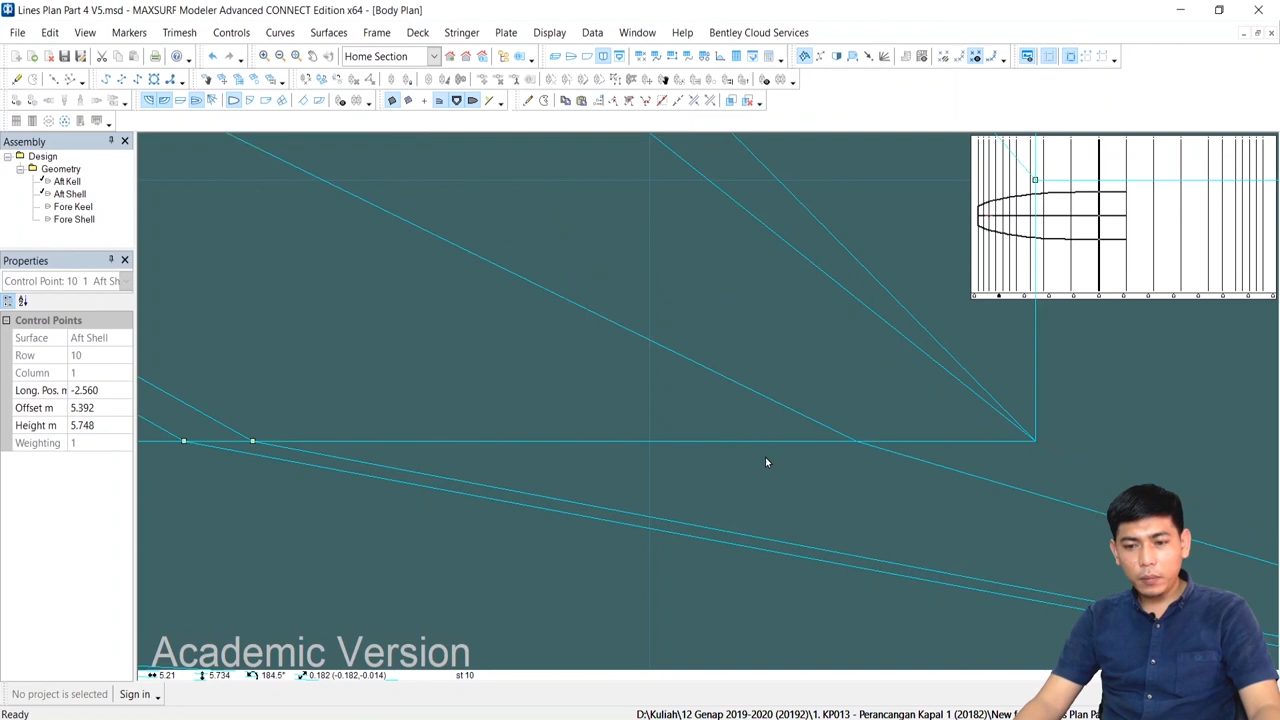 Lines Plan Part 4 V5.msd - MAXSURF Modeler Advanced CONNECT Edition x64 - [Body Plan]
File Edit View Markers Trimesh Controls Curves Surfaces Frame Deck Stringer Plate Display Data Window Help Bentley Cloud Services
Home Section
Assembly
Design
Geometry
Aft Kell
Aft Shell
Fore Keel
Fore Shell
Properties
Control Point: 10 1 Aft Sh
Control Points
Surface Aft Shell
Row 10
Column 1
Long. Pos. m -2.560
Offset m 5.392
Height m 5.748
Weighting 1
Academic Version
5.21 5.734 184.5° 0.182 (-0.182,-0.014) st 10
No project is selected Sign in
D:\Kuliah\12 Genap 2019-2020 (20192)\1. KP013 - Perancangan Kapal 1 (20182)\New f